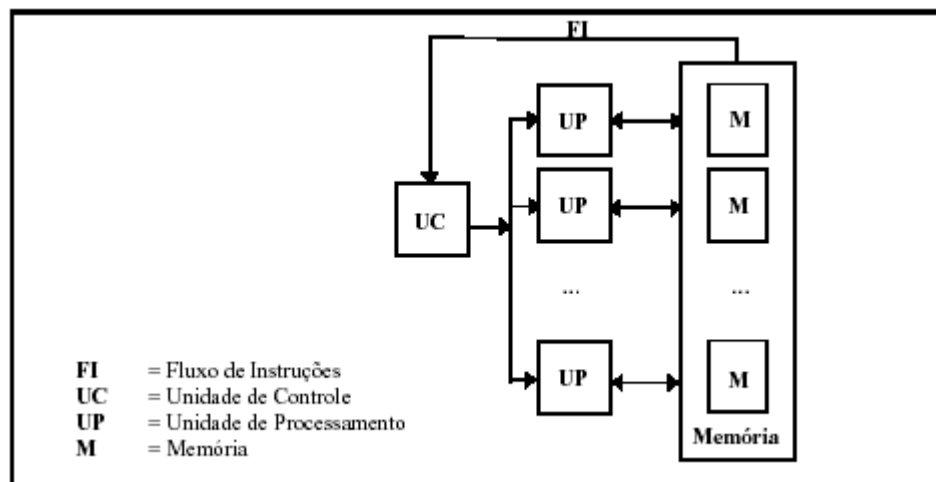 FI
UP
M
UP
M
UC
...
...
UP
M
Memória
FI = Fluxo de Instruções
UC = Unidade de Controle
UP = Unidade de Processamento
M = Memória